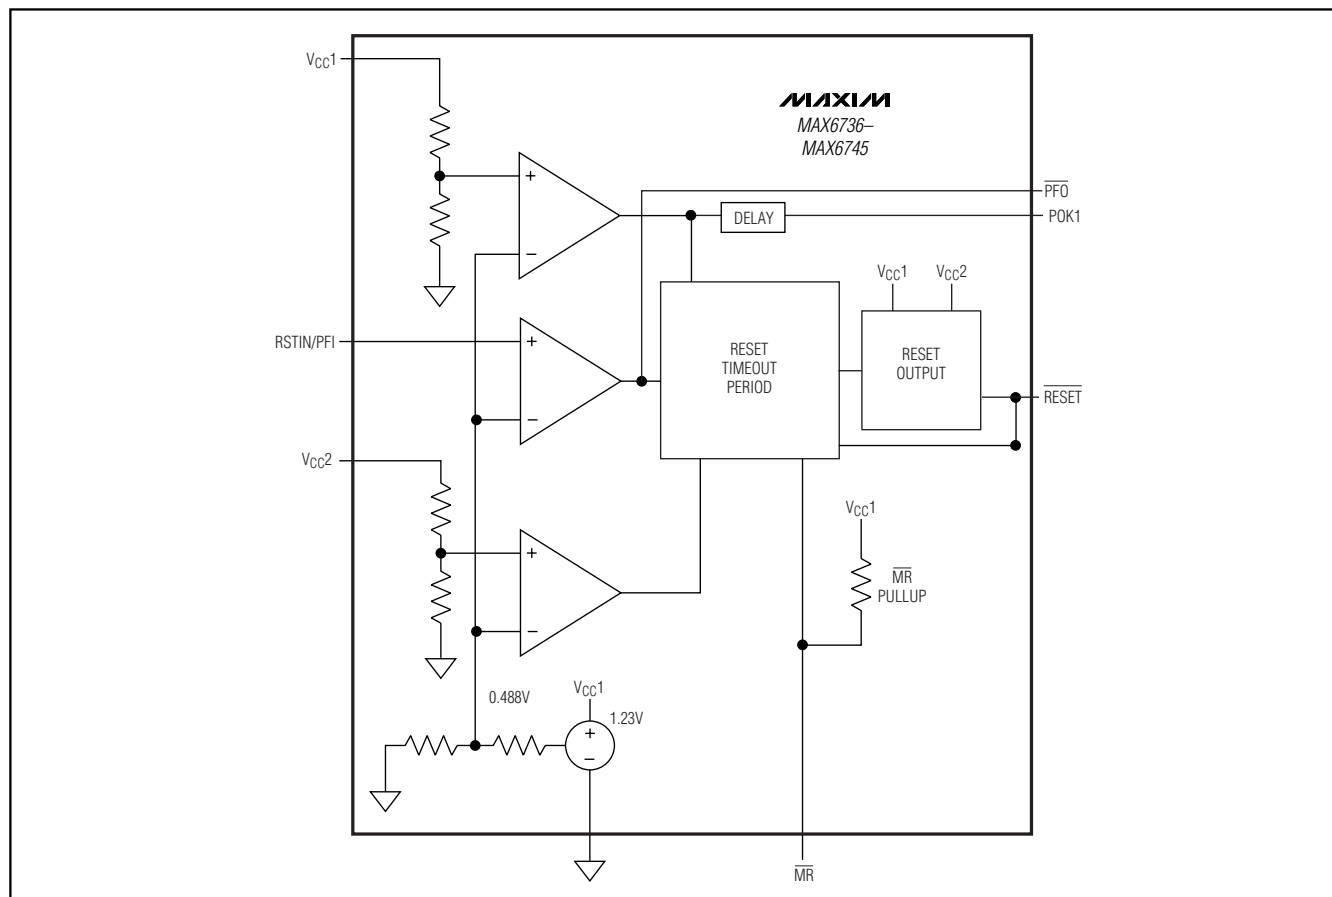 VCC1
MAXIM
MAX6736–
MAX6745
+
−
DELAY
PFO
POK1
VCC1
VCC2
RSTIN/PFI
+
−
RESET
TIMEOUT
PERIOD
RESET
OUTPUT
RESET
VCC2
+
−
VCC1
MR
PULLUP
0.488V
VCC1
1.23V
+
−
MR